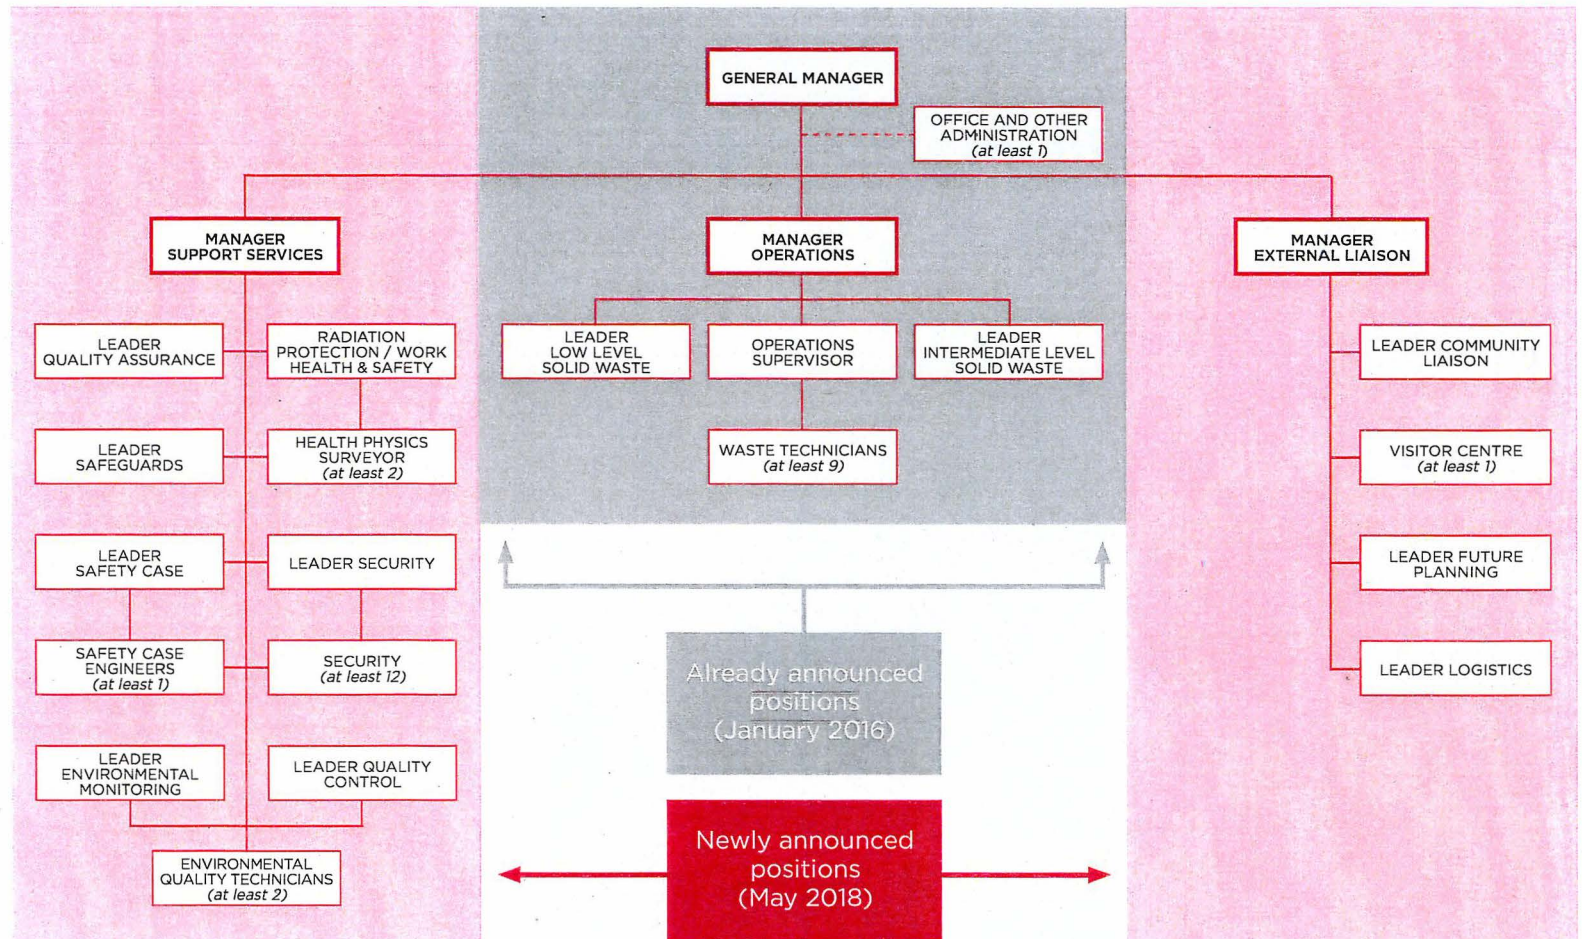 GENERAL MANAGER
OFFICE AND OTHER
ADMINISTRATION
(at least 1)
MANAGER
SUPPORT SERVICES
MANAGER
OPERATIONS
MANAGER
EXTERNAL LIAISON
LEADER
QUALITY ASSURANCE
RADIATION
PROTECTION / WORK
HEALTH & SAFETY
LEADER
LOW LEVEL
SOLID WASTE
OPERATIONS
SUPERVISOR
LEADER
INTERMEDIATE LEVEL
SOLID WASTE
LEADER COMMUNITY
LIAISON
LEADER
SAFEGUARDS
HEALTH PHYSICS
SURVEYOR
(at least 2)
WASTE TECHNICIANS
(at least 9)
VISITOR CENTRE
(at least 1)
LEADER
SAFETY CASE
LEADER SECURITY
LEADER FUTURE
PLANNING
SAFETY CASE
ENGINEERS
(at least 1)
SECURITY
(at least 12)
LEADER LOGISTICS
Already announced
positions
(January 2016)
LEADER
ENVIRONMENTAL
MONITORING
LEADER QUALITY
CONTROL
ENVIRONMENTAL
QUALITY TECHNICIANS
(at least 2)
Newly announced
positions
(May 2018)